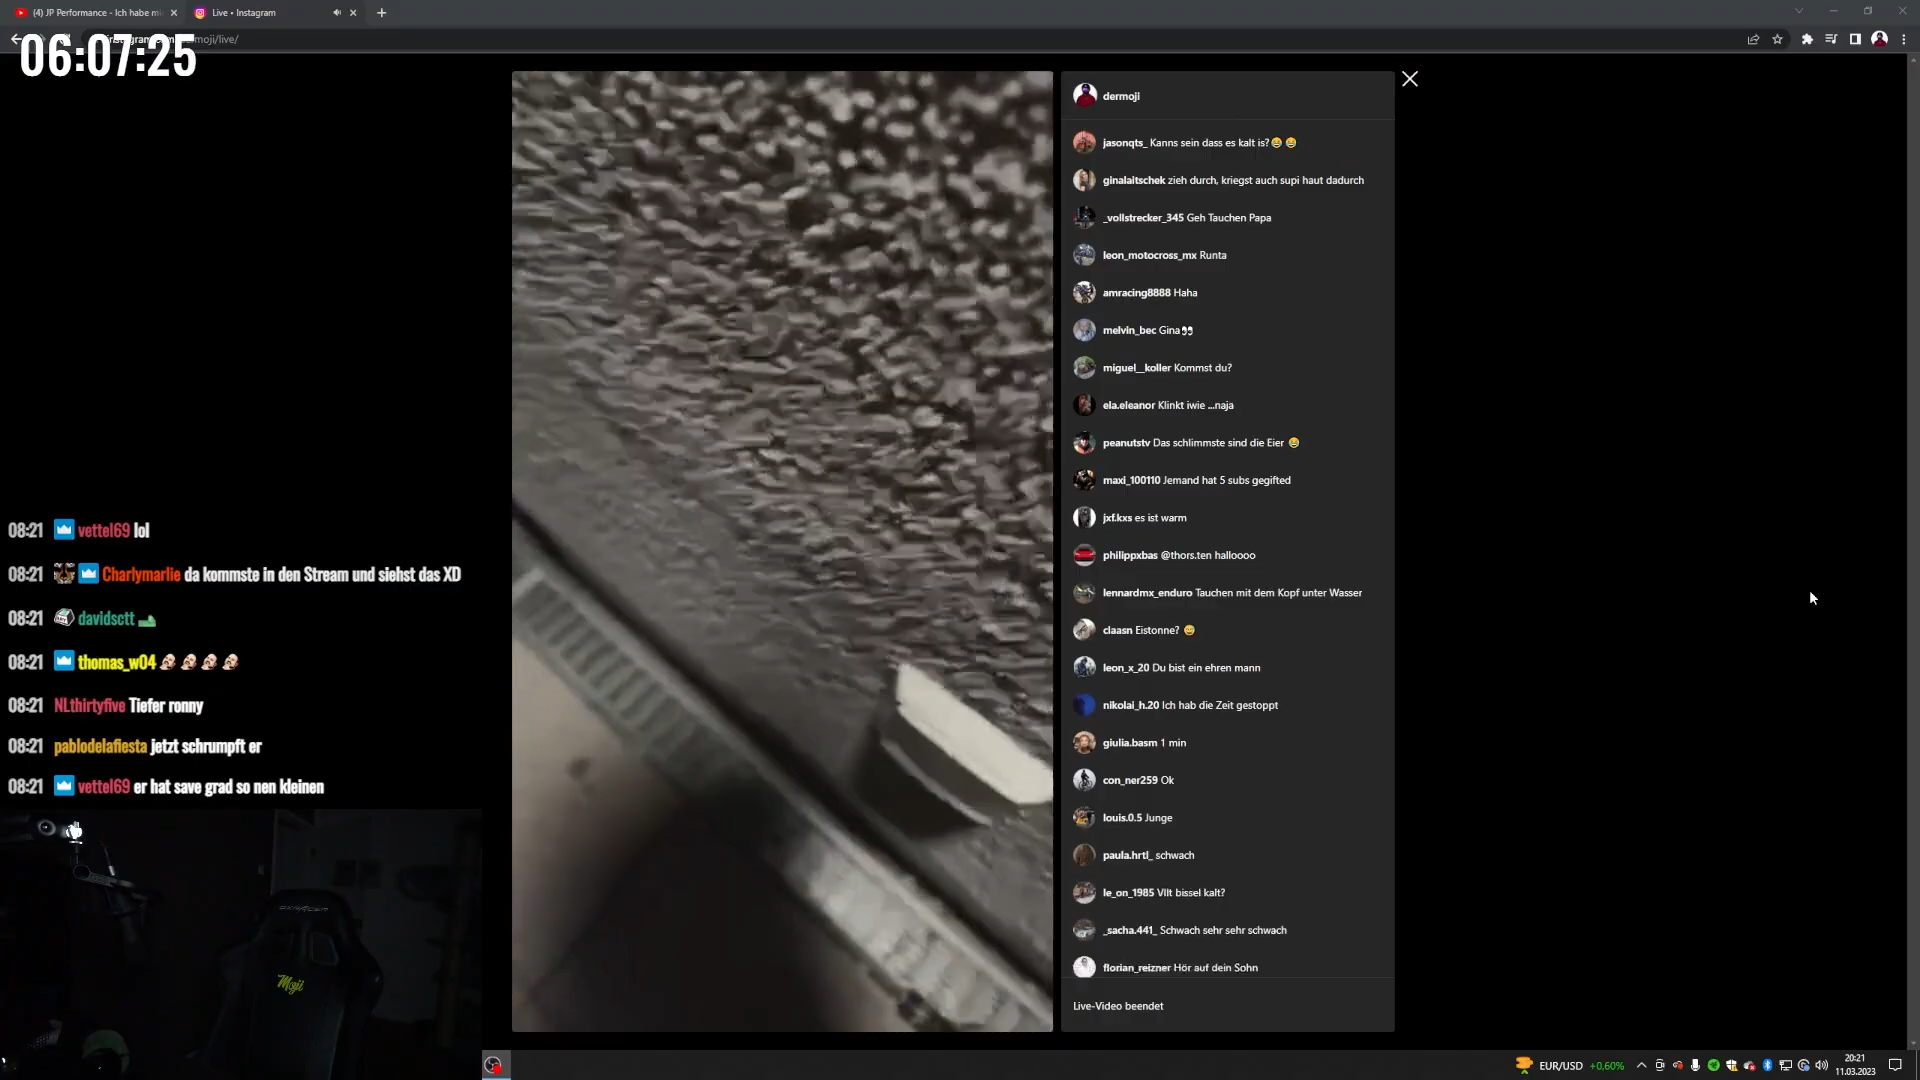 (4) JP Performance - Ich habe m
Live • Instagram
moji/live/
06:07:25
dermoji
jasonqts_ Kanns sein dass es kalt is?😂 😂
ginalaitschek zieh durch, kriegst auch supi haut dadurch
_vollstrecker_345 Geh Tauchen Papa
leon_motocross_mx Runta
amracing8888 Haha
melvin_bec Gina👀
miguel__koller Kommst du?
ela.eleanor Klinkt iwie ...naja
peanutstv Das schlimmste sind die Eier 😂
maxi_100110 Jemand hat 5 subs gegifted
jxf.kxs es ist warm
philippxbas @thors.ten halloooo
lennardmx_enduro Tauchen mit dem Kopf unter Wasser
claasn Eistonne? 😅
leon_x_20 Du bist ein ehren mann
nikolai_h.20 Ich hab die Zeit gestoppt
giulia.basm 1 min
con_ner259 Ok
louis.0.5 Junge
paula.hrtl_ schwach
le_on_1985 Vllt bissel kalt?
_sacha.441_ Schwach sehr sehr schwach
florian_reizner Hör auf dein Sohn
Live-Video beendet
08:21 vettel69 lol
08:21 Charlymarlie da kommste in den Stream und siehst das XD
08:21 davidsctt
08:21 thomas_w04
08:21 NLthirtyfive Tiefer ronny
08:21 pablodelafiesta jetzt schrumpft er
08:21 vettel69 er hat save grad so nen kleinen
Moji
EUR/USD +0,60%
20:21
11.03.2023